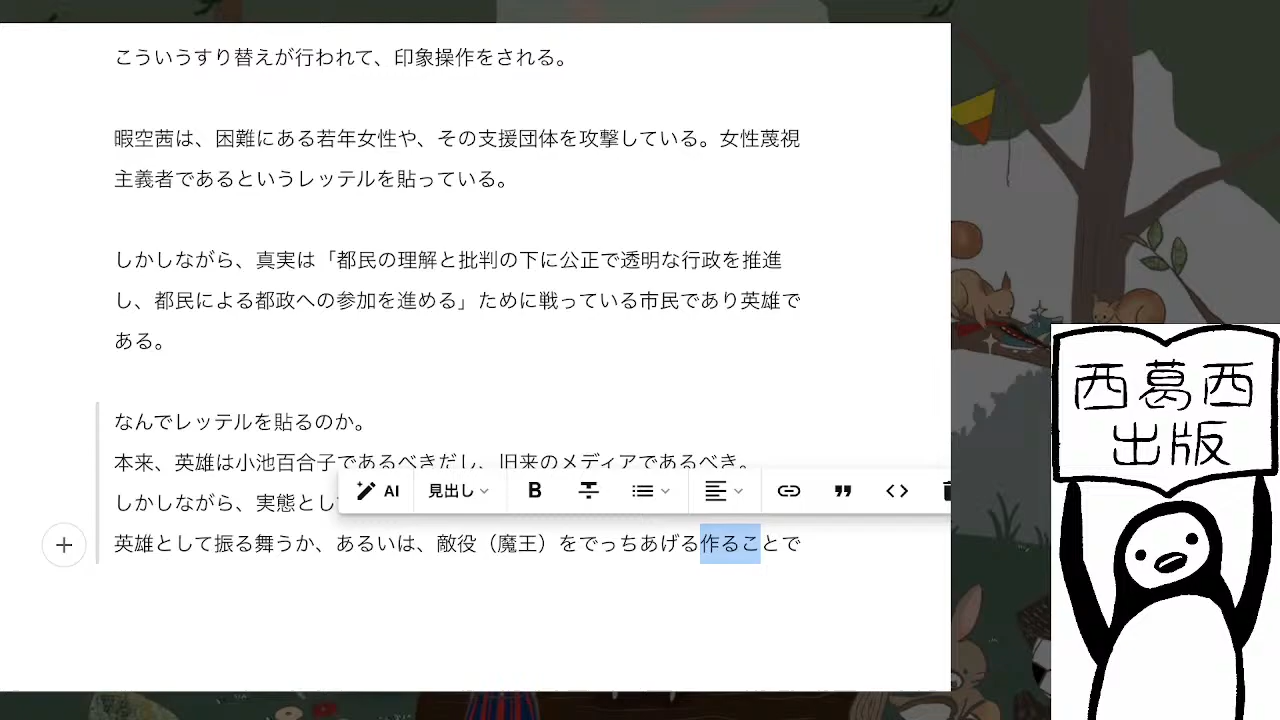 こういうすり替えが行われて、印象操作をされる。
暇空茜は、困難にある若年女性や、その支援団体を攻撃している。女性蔑視
主義者であるというレッテルを貼っている。
しかしながら、真実は「都民の理解と批判の下に公正で透明な行政を推進
し、都民による都政への参加を進める」ために戦っている市民であり英雄で
ある。
なんでレッテルを貼るのか。
本来、英雄は小池百合子であるべきだし、旧来のメディアであるべき。
AI 見出し B
しかしながら、実態とし
英雄として振る舞うか、あるいは、敵役（魔王）をでっちあげる作ることで
西葛西
出版